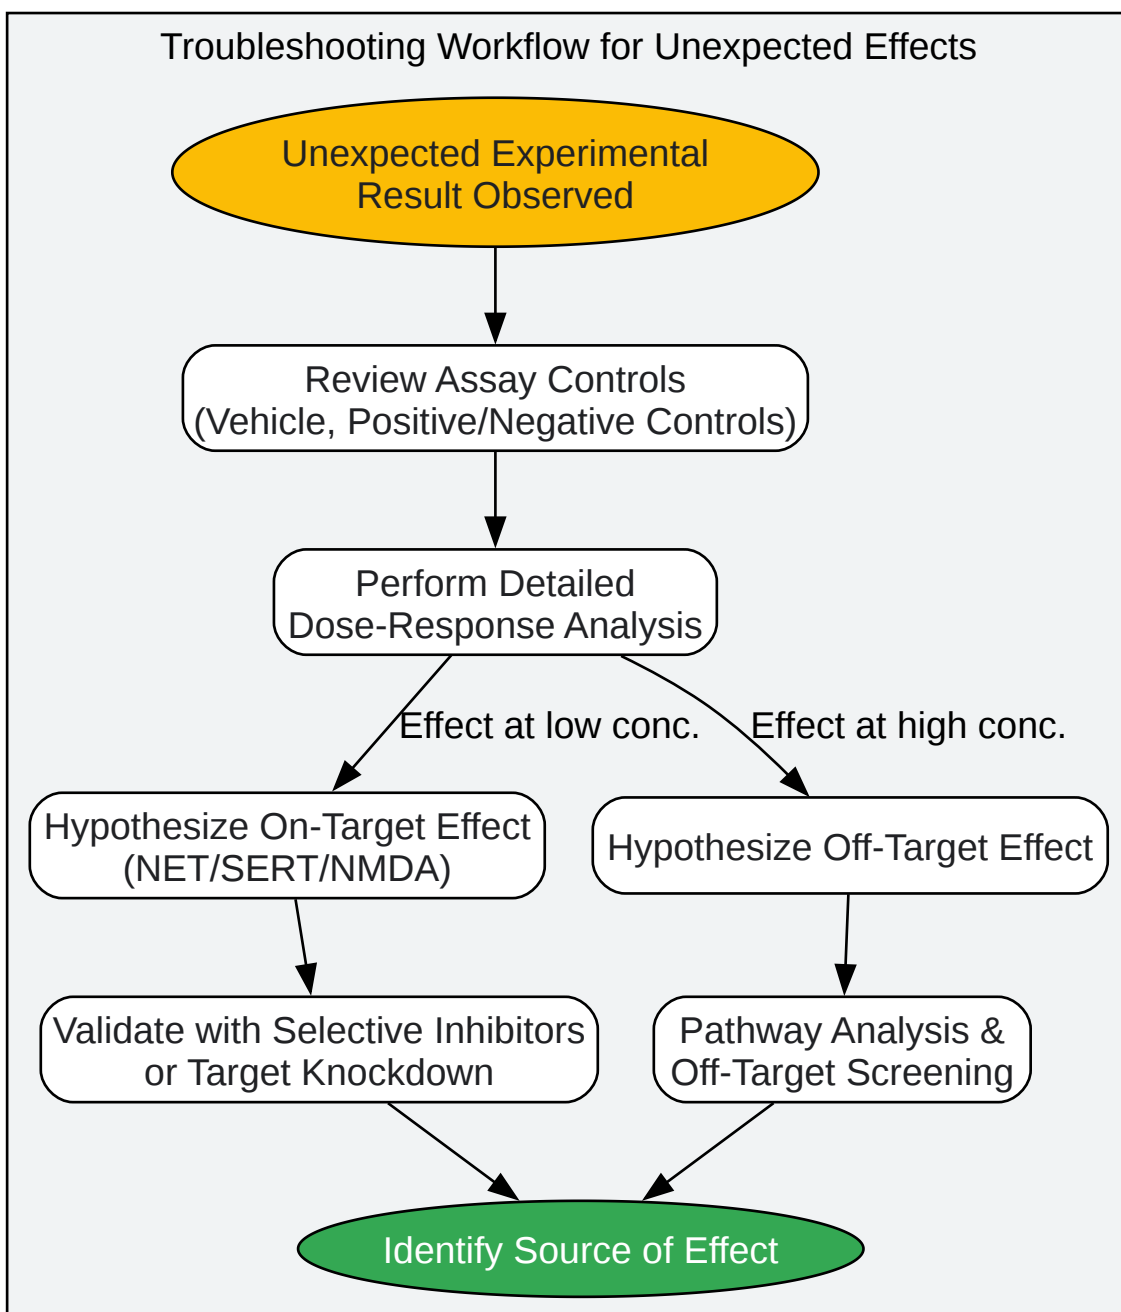 Troubleshooting Workflow for Unexpected Effects
Unexpected Experimental
Result Observed
Review Assay Controls
(Vehicle, Positive/Negative Controls)
Perform Detailed
Dose-Response Analysis
Effect at low conc.
Effect at high conc.
Hypothesize On-Target Effect
(NET/SERT/NMDA)
Hypothesize Off-Target Effect
Validate with Selective Inhibitors
or Target Knockdown
Pathway Analysis &
Off-Target Screening
Identify Source of Effect